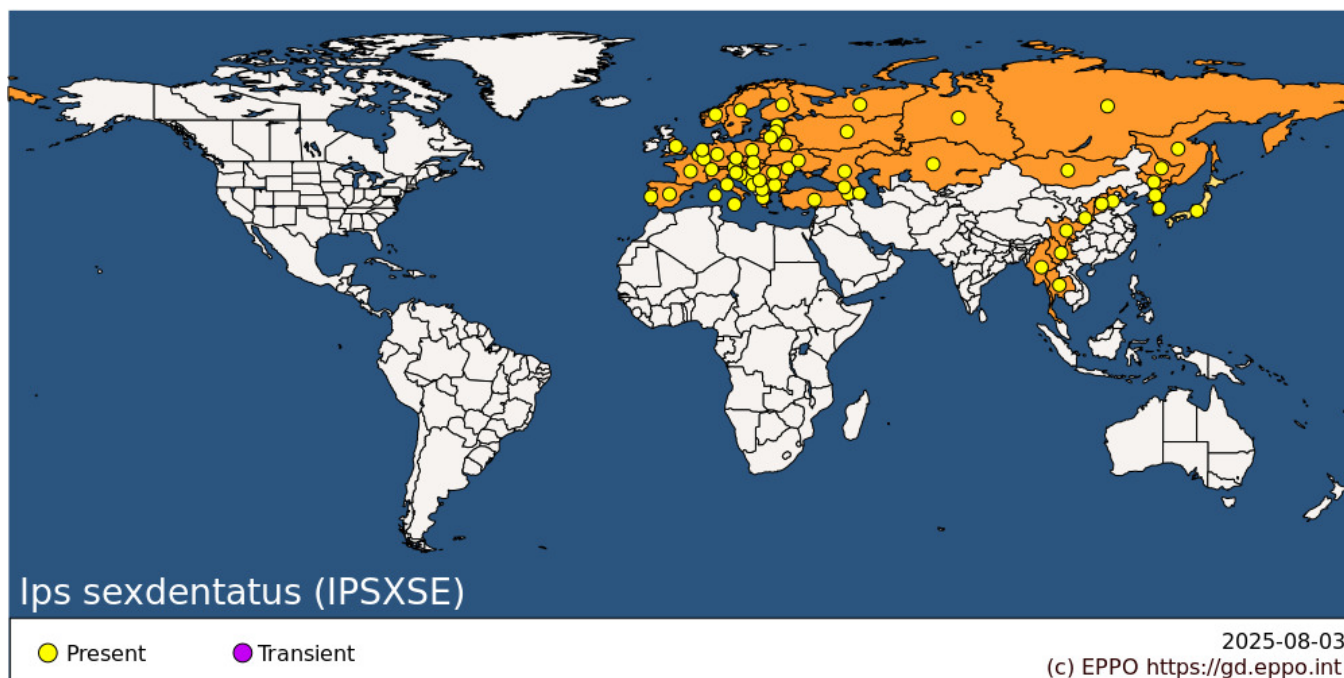 Ips sexdentatus (IPSXSE)
Present
Transient
2025-08-03
(c) EPPO https://gd.eppo.int